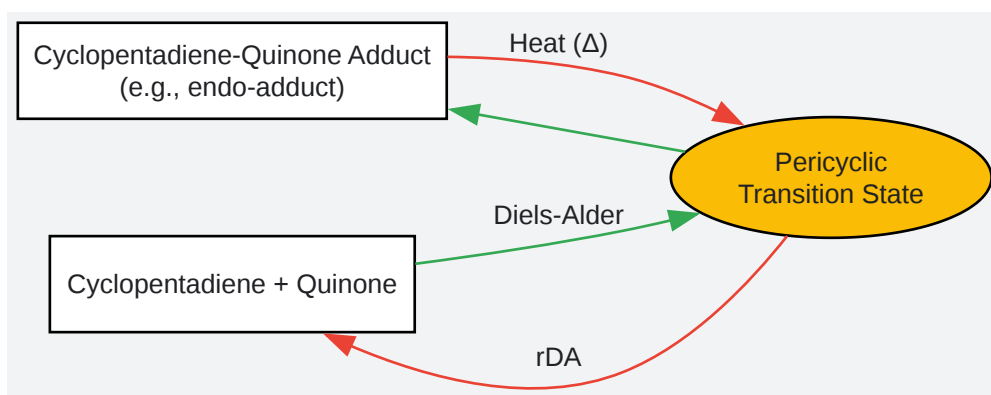 Cyclopentadiene-Quinone Adduct
(e.g., endo-adduct)
Heat (Δ)
Pericyclic
Transition State
Diels-Alder
Cyclopentadiene + Quinone
rDA